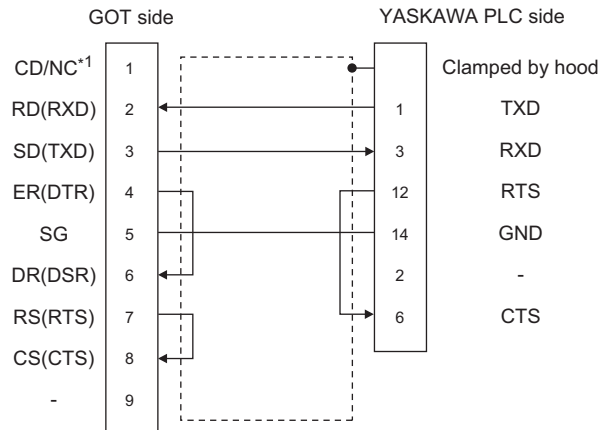 GOT side YASKAWA PLC side
CD/NC*1 1 Clamped by hood
RD(RXD) 2 1 TXD
SD(TXD) 3 3 RXD
ER(DTR) 4 12 RTS
SG 5 14 GND
DR(DSR) 6 2 -
RS(RTS) 7 6 CTS
CS(CTS) 8
- 9